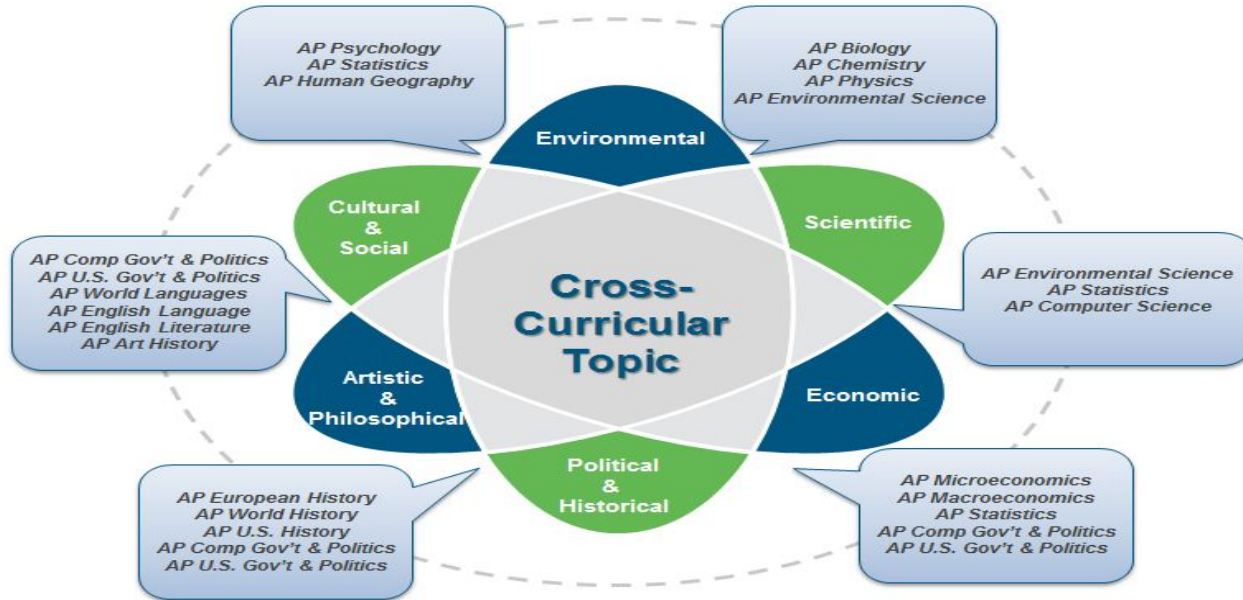 AP Psychology
AP Statistics
AP Human Geography
AP Biology
AP Chemistry
AP Physics
AP Environmental Science
Environmental
Cultural
&
Social
Scientific
AP Comp Gov't & Politics
AP U.S. Gov't & Politics
AP World Languages
AP English Language
AP English Literature
AP Art History
Cross-
Curricular
Topic
AP Environmental Science
AP Statistics
AP Computer Science
Artistic
&
Philosophical
Economic
Political
&
Historical
AP European History
AP World History
AP U.S. History
AP Comp Gov't & Politics
AP U.S. Gov't & Politics
AP Microeconomics
AP Macroeconomics
AP Statistics
AP Comp Gov't & Politics
AP U.S. Gov't & Politics